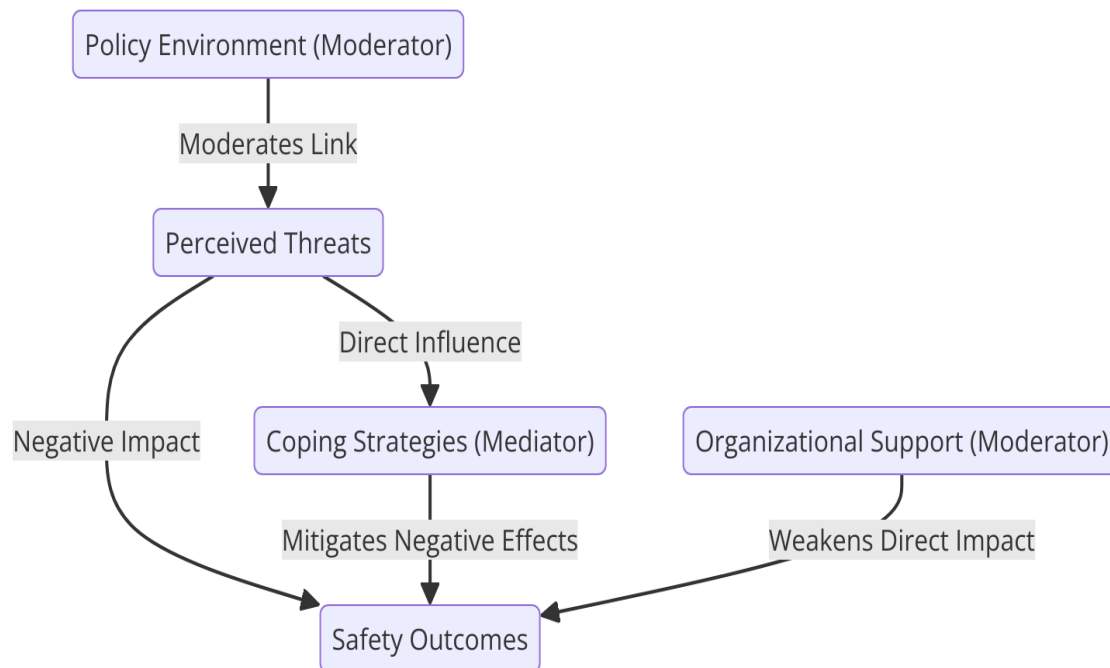 Policy Environment (Moderator)
Moderates Link
Perceived Threats
Direct Influence
Negative Impact
Coping Strategies (Mediator)
Organizational Support (Moderator)
Mitigates Negative Effects
Weakens Direct Impact
Safety Outcomes